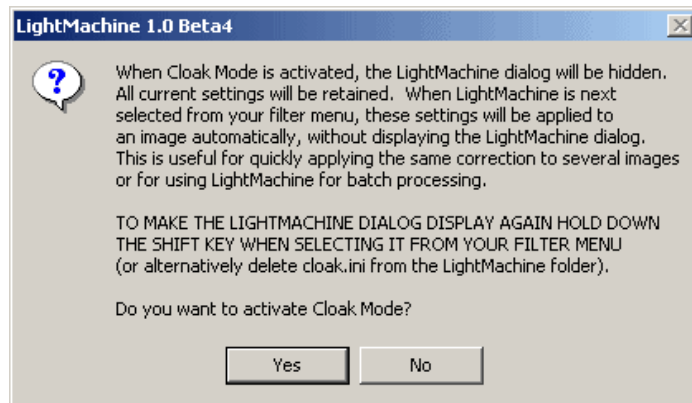 LightMachine 1.0 Beta4
When Cloak Mode is activated, the LightMachine dialog will be hidden.
All current settings will be retained. When LightMachine is next
selected from your filter menu, these settings will be applied to
an image automatically, without displaying the LightMachine dialog.
This is useful for quickly applying the same correction to several images
or for using LightMachine for batch processing.
TO MAKE THE LIGHTMACHINE DIALOG DISPLAY AGAIN HOLD DOWN
THE SHIFT KEY WHEN SELECTING IT FROM YOUR FILTER MENU
(or alternatively delete cloak.ini from the LightMachine folder).
Do you want to activate Cloak Mode?
Yes No